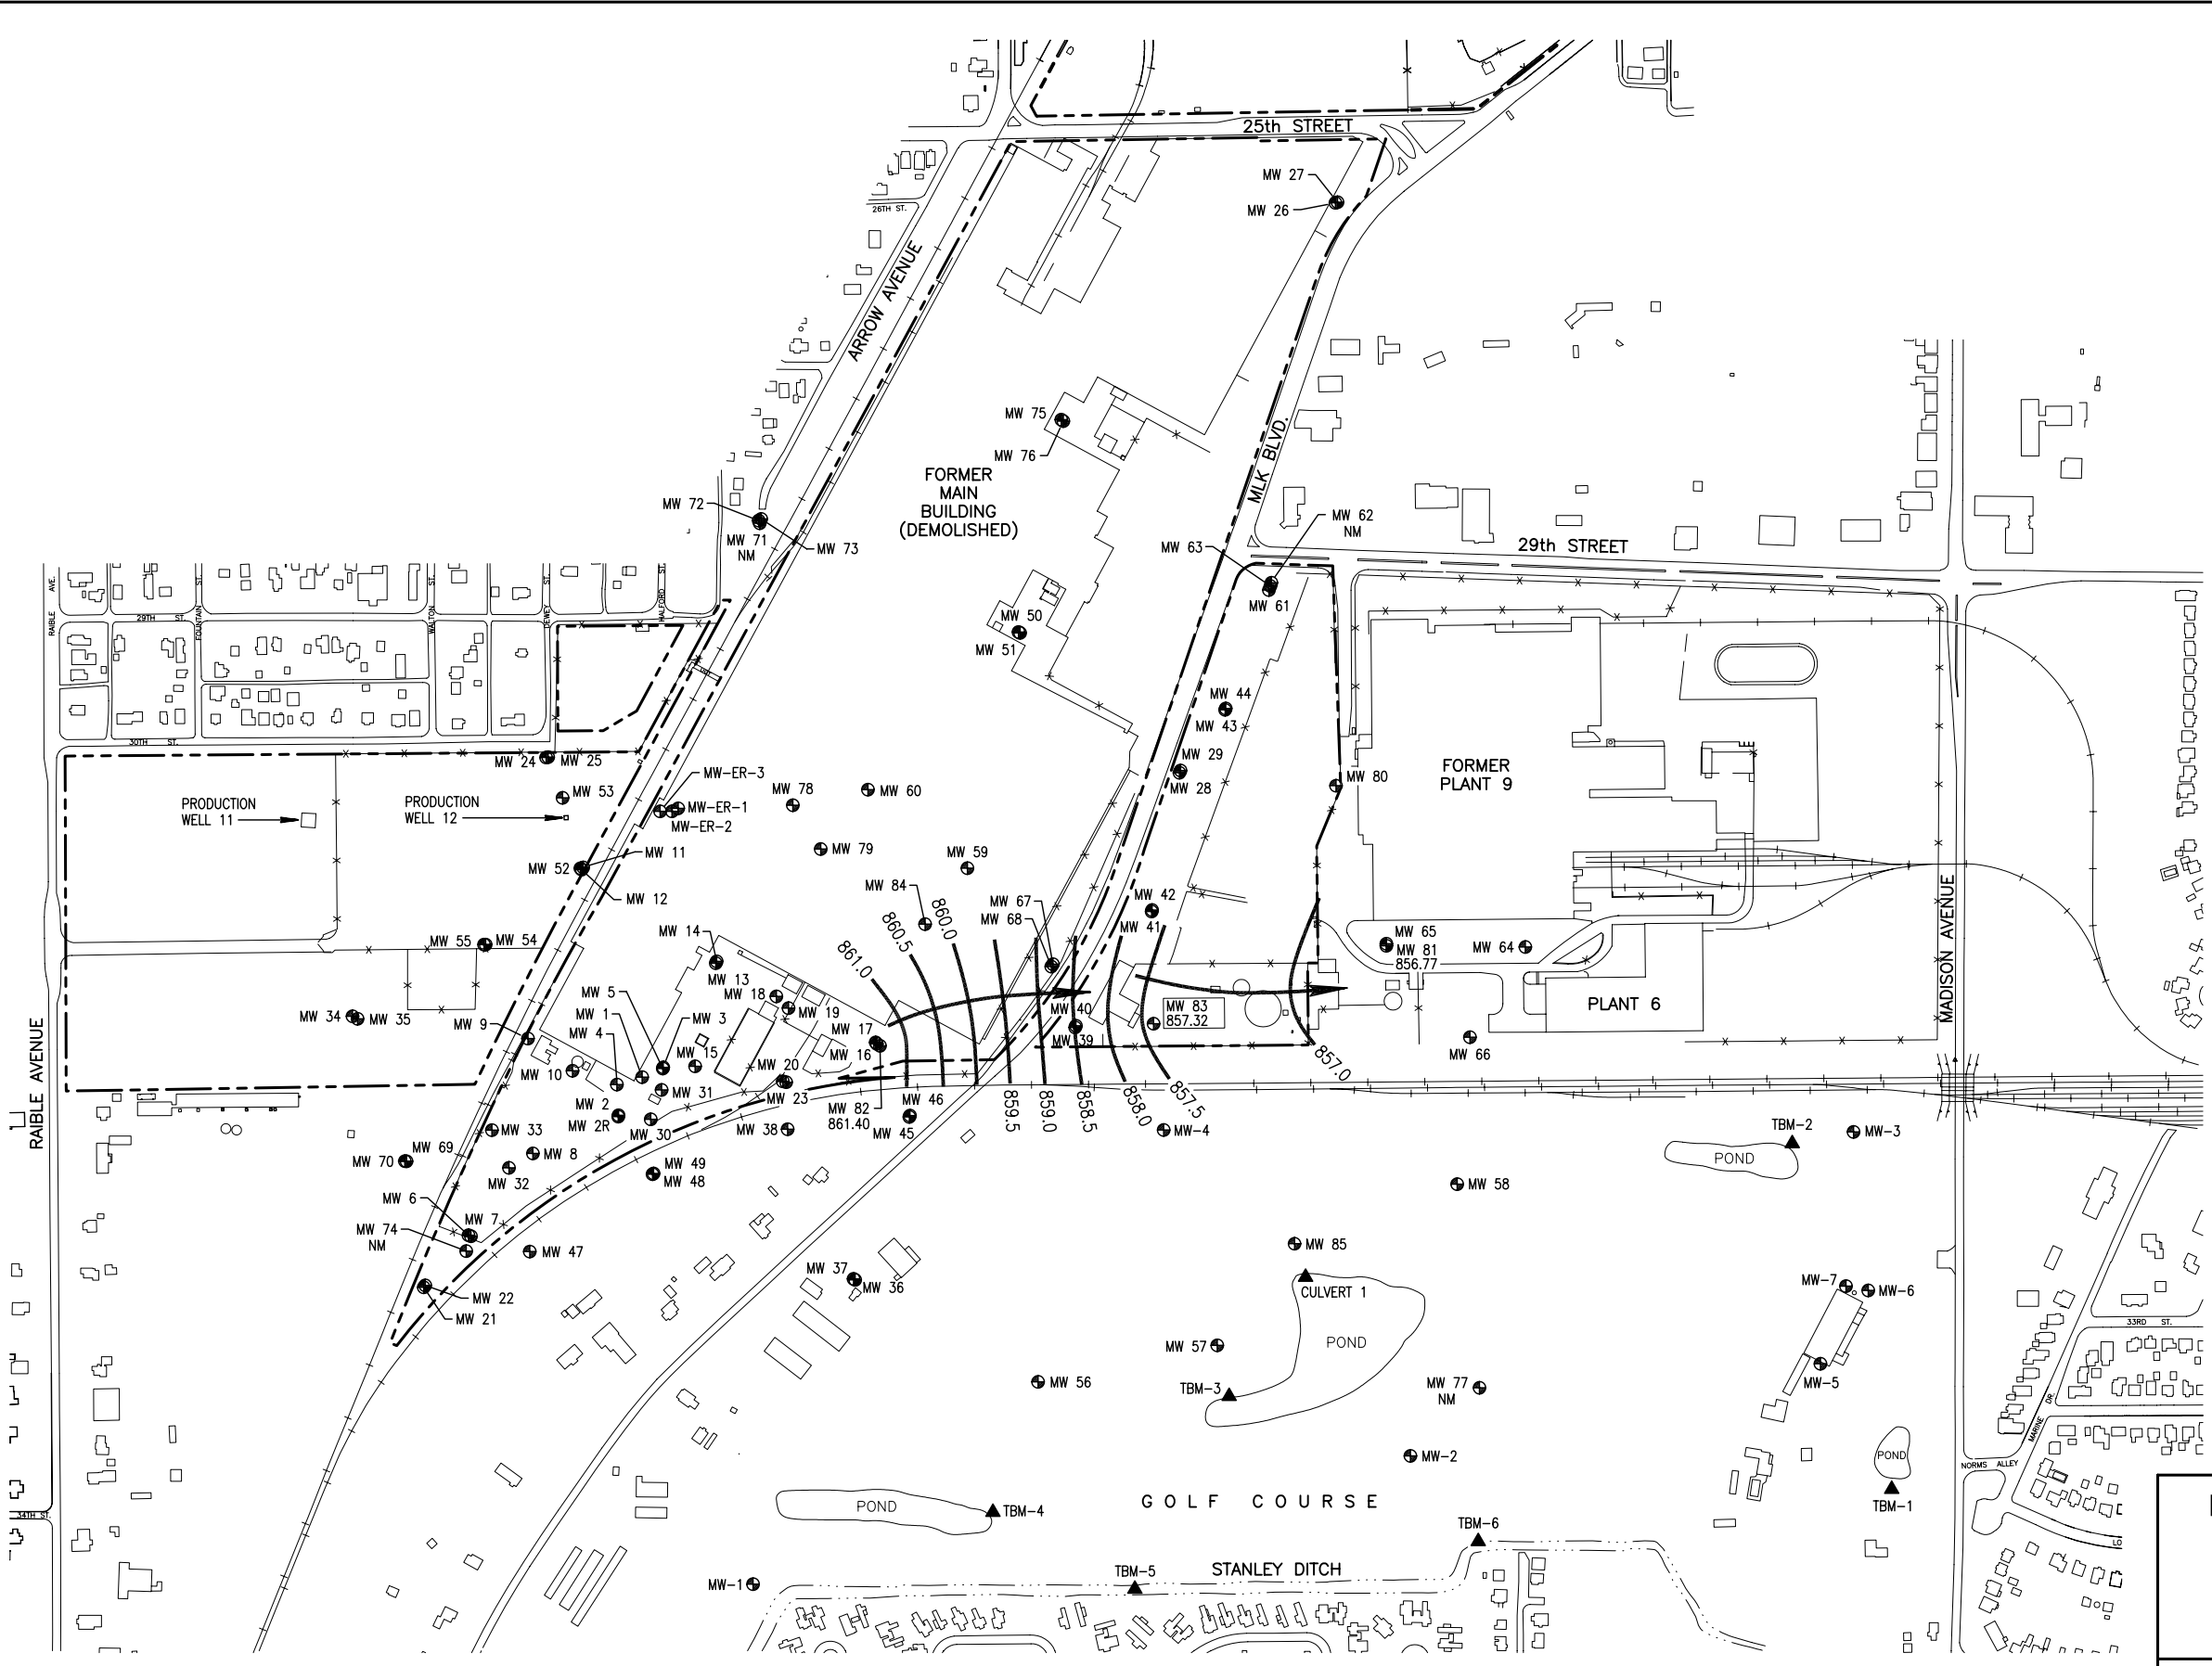 25th STREET
MW 27
MW 26
26TH ST.
ARROW AVENUE
MW 75
MW 76
MLK BLVD.
FORMER
MAIN
BUILDING
(DEMOLISHED)
MW 72
MW 71
NM
MW 73
MW 62
NM
MW 63
MW 61
29th STREET
RAIBLE AVE.
29TH ST.
FOUNTAIN ST.
WALTON ST.
DEWEY ST.
HALFORD ST.
30TH ST.
MW 50
MW 51
MW 44
MW 43
MW 29
MW 28
MW 80
FORMER
PLANT 9
MW 24
MW 25
MW 53
PRODUCTION
WELL 11
PRODUCTION
WELL 12
MW-ER-3
MW-ER-1
MW-ER-2
MW 78
MW 60
MW 79
MW 59
MW 11
MW 52
MW 12
MW 84
MW 67
MW 68
MW 42
MW 41
MW 55
MW 54
MW 14
MW 13
861.0
860.5
860.0
MW 65
MW 81
856.77
MW 64
PLANT 6
MADISON AVENUE
MW 34
MW 35
MW 9
MW 5
MW 1
MW 4
MW 3
MW 18
MW 19
MW 17
MW 16
MW 15
MW 20
MW 40
MW 39
MW 83
857.32
MW 66
MW 10
MW 2
MW 2R
MW 31
MW 30
MW 23
MW 38
MW 82
861.40
MW 46
MW 45
859.5
859.0
858.5
858.0
857.5
857.0
RAIBLE AVENUE
MW 33
MW 8
MW 32
MW 69
MW 70
MW 49
MW 48
MW-4
TBM-2
POND
MW-3
MW 58
MW 6
MW 7
MW 74
NM
MW 47
MW 22
MW 21
MW 37
MW 36
MW 85
CULVERT 1
POND
MW 57
TBM-3
MW 56
MW 77
NM
MW-7
MW-6
MW-5
33RD ST.
MARINE DR.
MW-2
POND
TBM-1
NORMS ALLEY
LO
34TH ST.
POND
TBM-4
GOLF COURSE
TBM-6
MW-1
TBM-5
STANLEY DITCH